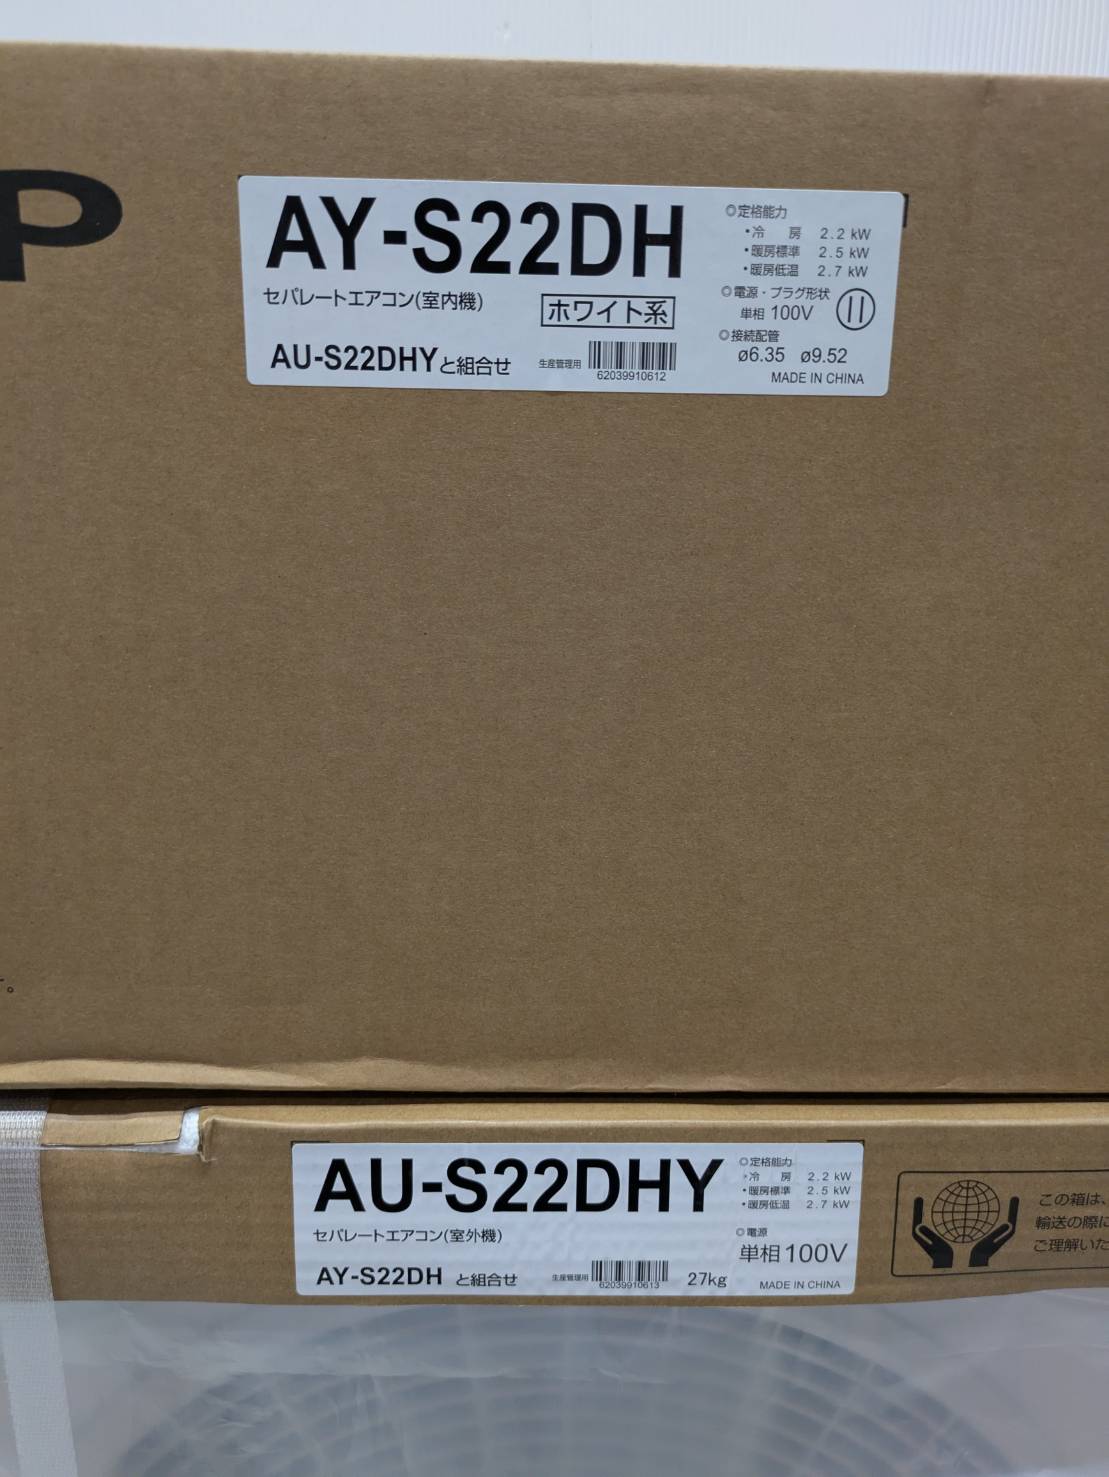 P
AY-S22DH
セパレートエアコン(室内機)
ホワイト系
AU-S22DHYと組合せ
生産管理用
62039910612
◎定格能力
・冷 房 2.2 kW
・暖房標準 2.5 kW
・暖房低温 2.7 kW
◎電源・プラグ形状
単相 100V
◎接続配管
ø6.35 ø9.52
MADE IN CHINA
す。
AU-S22DHY
セパレートエアコン(室外機)
AY-S22DH と組合せ
生産管理用
62039910613
27kg
◎定格能力
・冷 房 2.2 kW
・暖房標準 2.5 kW
・暖房低温 2.7 kW
◎電源
単相100V
MADE IN CHINA
この箱は、
輸送の際に
ご理解いた